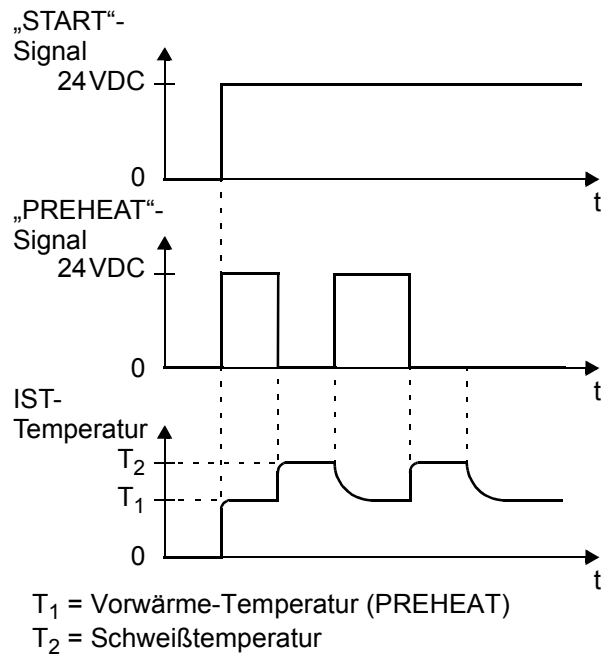 „START“-
Signal
24VDC
0
t
„PREHEAT“-
Signal
24VDC
0
t
IST-
Temperatur
T2
T1
0
t
T1 = Vorwärme-Temperatur (PREHEAT)
T2 = Schweißtemperatur